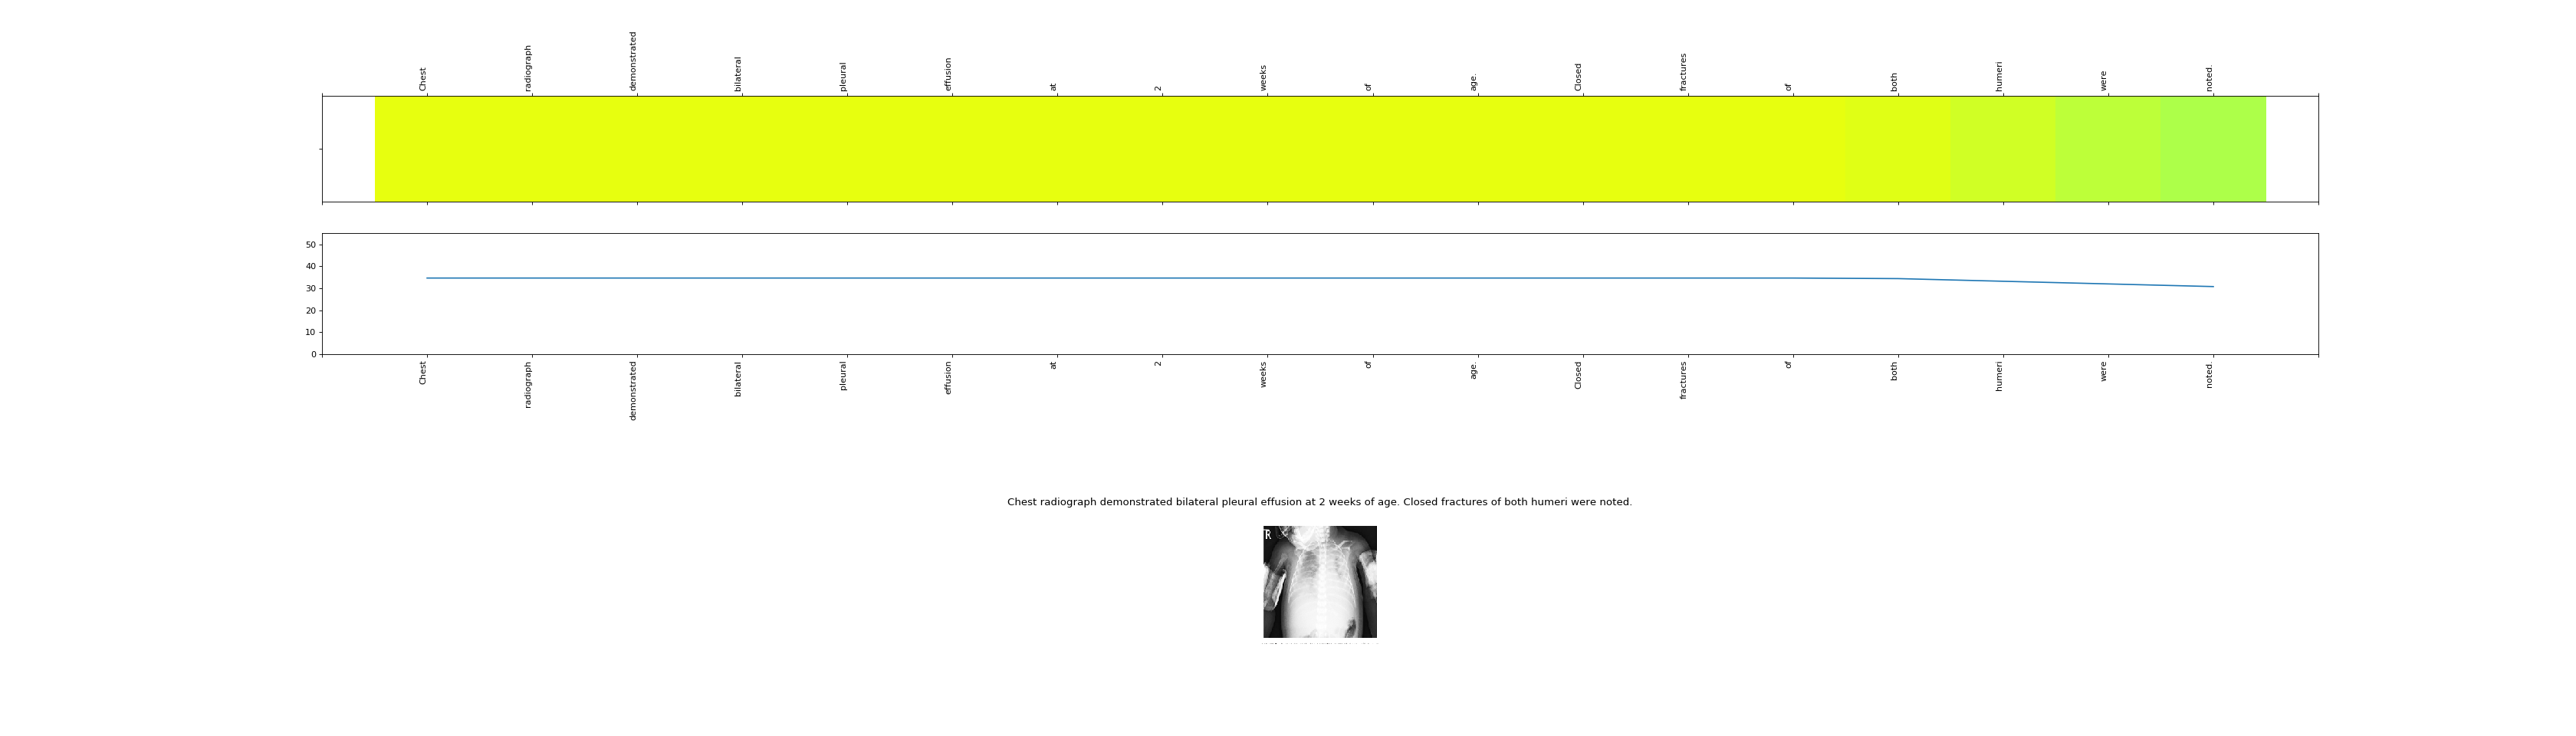 Chest radiograph demonstrated bilateral pleural effusion at 2 weeks of age. Closed fractures of both humeri were noted.
50
40
30
20
10
0
Chest radiograph demonstrated bilateral pleural effusion at 2 weeks of age. Closed fractures of both humeri were noted.
Chest radiograph demonstrated bilateral pleural effusion at 2 weeks of age. Closed fractures of both humeri were noted.
R